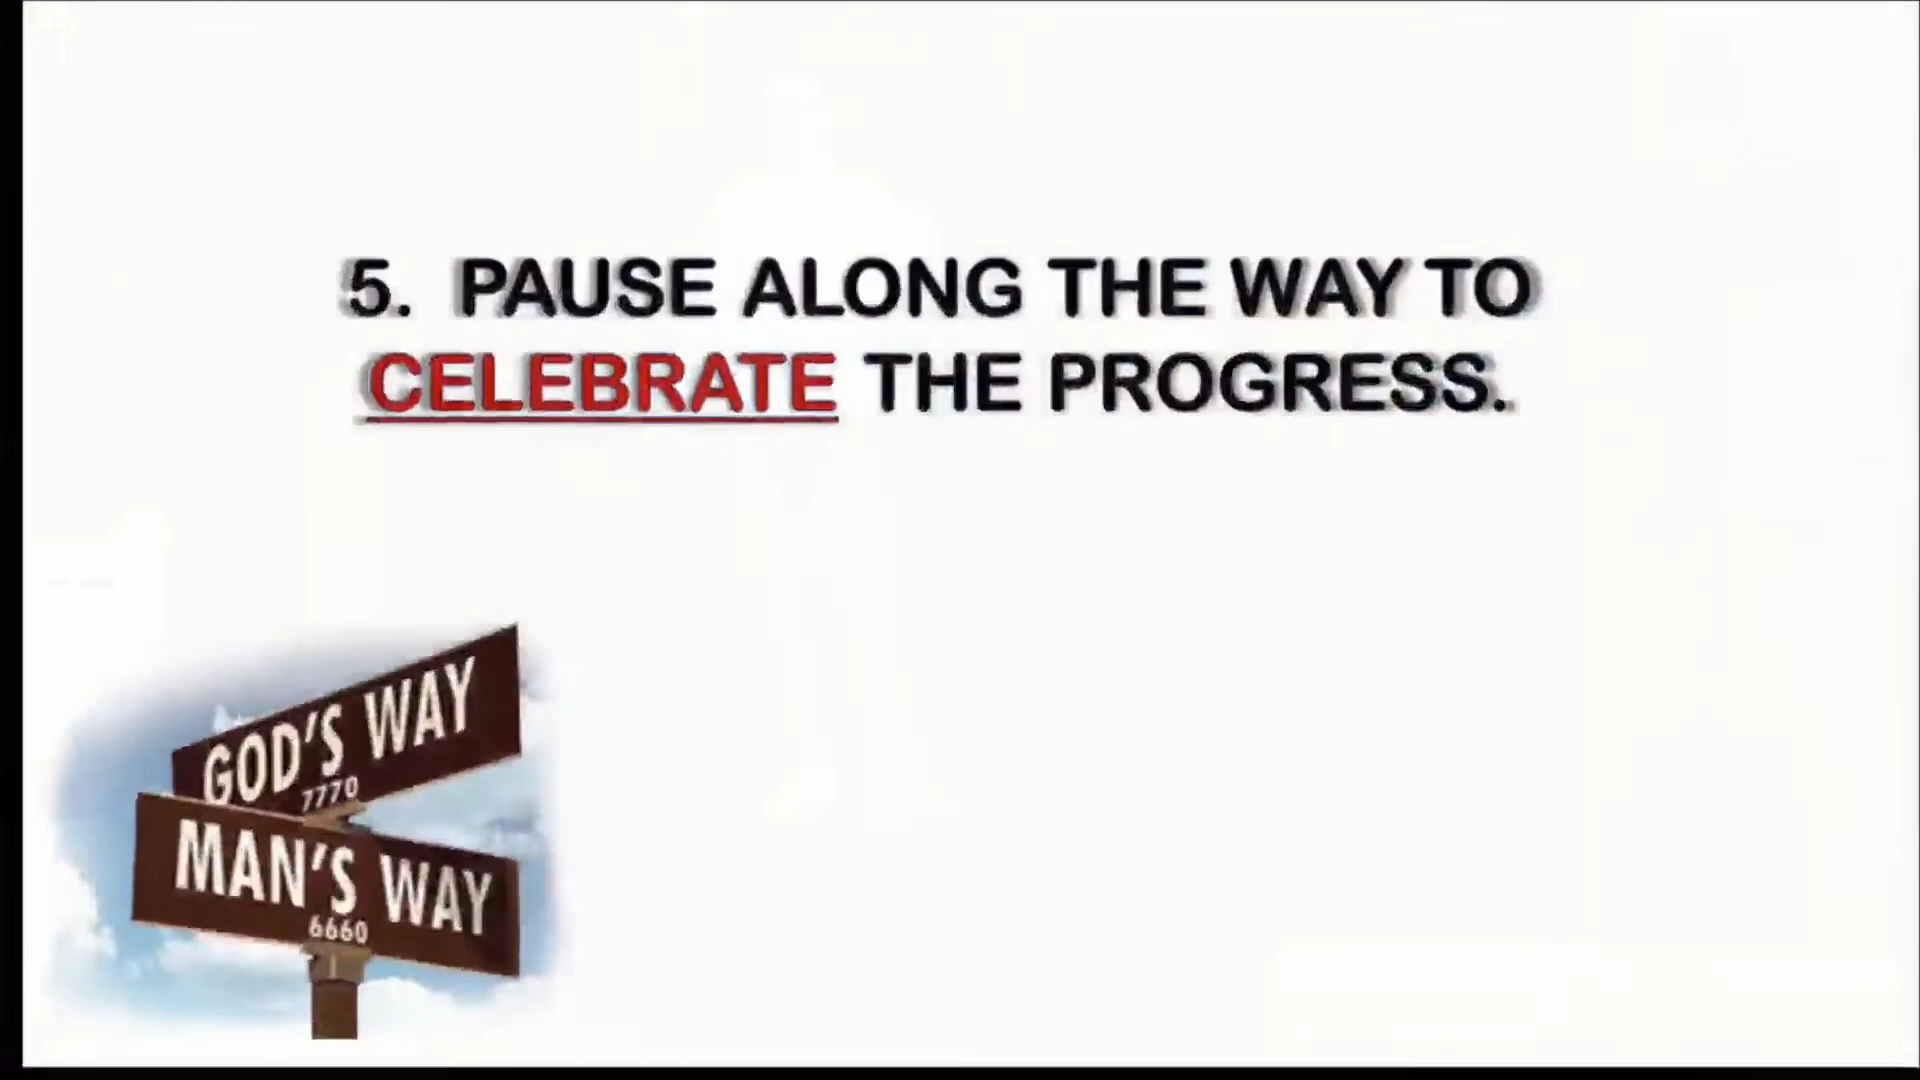 5. PAUSE ALONG THE WAY TO
CELEBRATE THE PROGRESS.
GOD'S WAY
7770
MAN'S WAY
6660